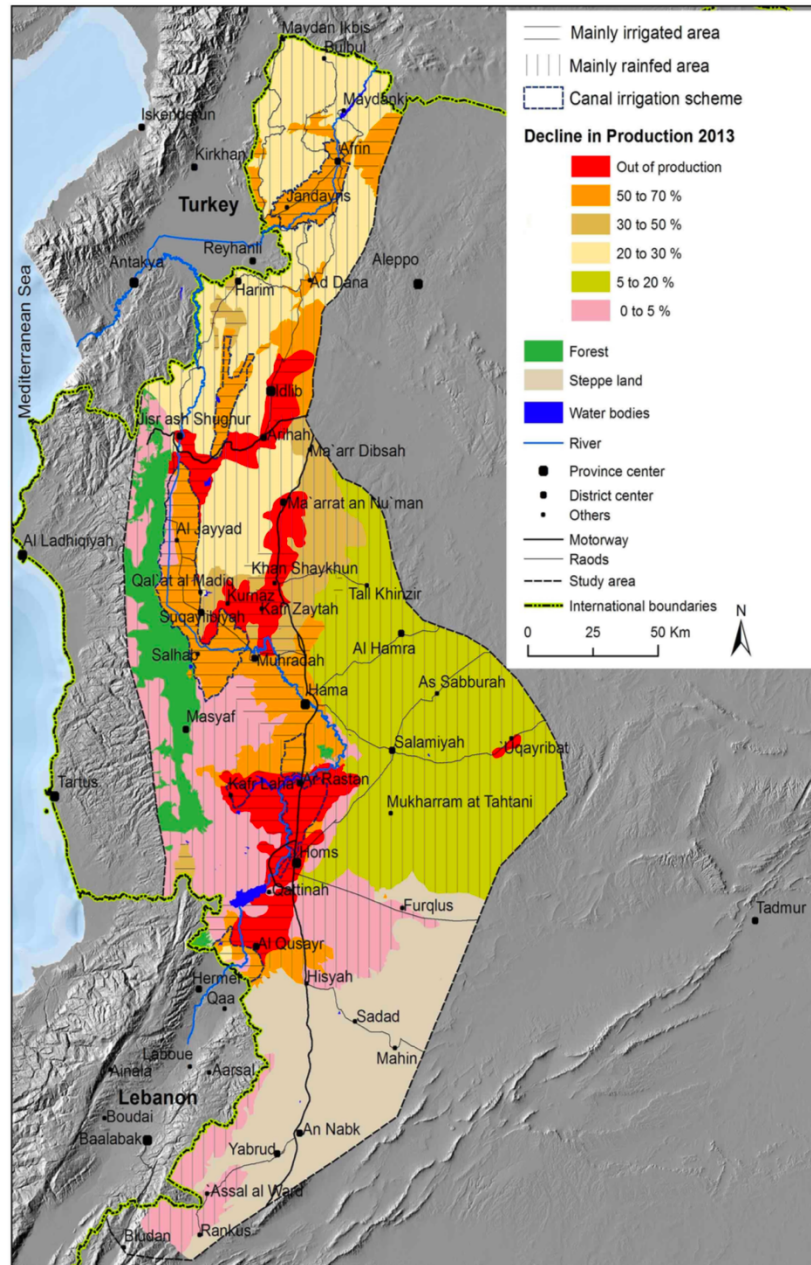 Mainly irrigated area
Mainly rainfed area
Canal irrigation scheme
Decline in Production 2013
Out of production
50 to 70 %
30 to 50 %
20 to 30 %
5 to 20 %
0 to 5 %
Forest
Steppe land
Water bodies
River
Province center
District center
Others
Motorway
Raods
Study area
International boundaries
N
0 25 50 Km
Maydan Ikbis
Bulbul
Maydanki
Iskenderun
Kirkhan
Afrin
Turkey
Jandayris
Reyhanli
Antakya
Harim
Ad Dana
Aleppo
Mediterranean Sea
Idlib
Jisr ash Shughur
Arihah
Ma`arr Dibsah
Ma`arrat an Nu`man
Al Ladhiqiyah
Al Jayyad
Khan Shaykhun
Qal`at al Madiq
Tall Khinzir
Kurnaz
Suqaylibiyah
Kafr Zaytah
Al Hamra
Salhab
Muhradah
As Sabburah
Hama
Masyaf
Salamiyah
`Uqayribat
Tartus
Kafr Laha
Ar Rastan
Mukharram at Tahtani
Homs
Qattinah
Furqlus
Tadmur
Al Qusayr
Hermel
Hisyah
Qaa
Sadad
Mahin
Laboue
Ainata
Aarsal
Lebanon
Boudai
Baalabak
An Nabk
Yabrud
Assal al Ward
Rankus
Bludan